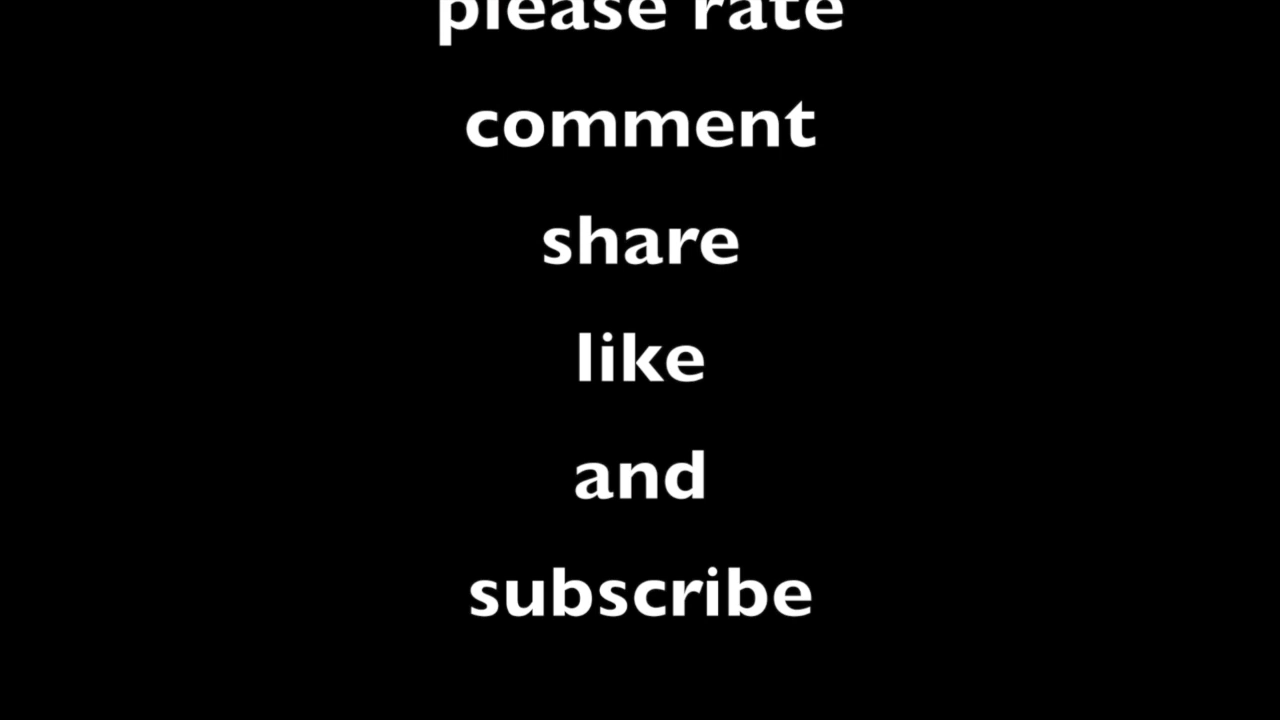 please rate
comment
share
like
and
subscribe